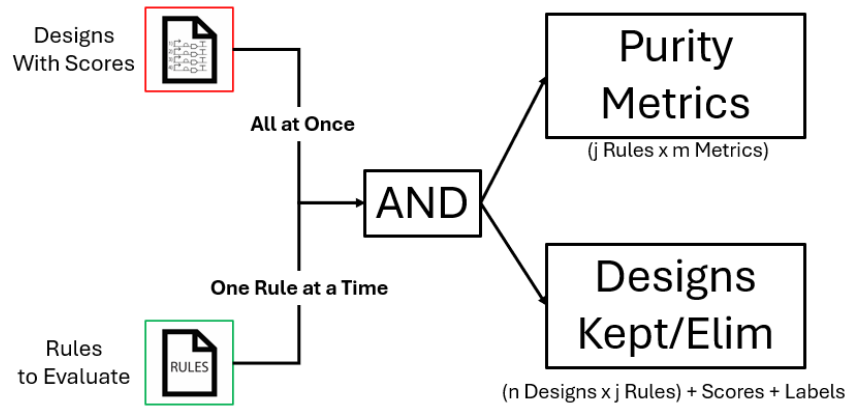 Designs
With Scores
All at Once
Purity
Metrics
(j Rules x m Metrics)
AND
One Rule at a Time
Designs
Kept/Elim
(n Designs x j Rules) + Scores + Labels
Rules
to Evaluate
RULES